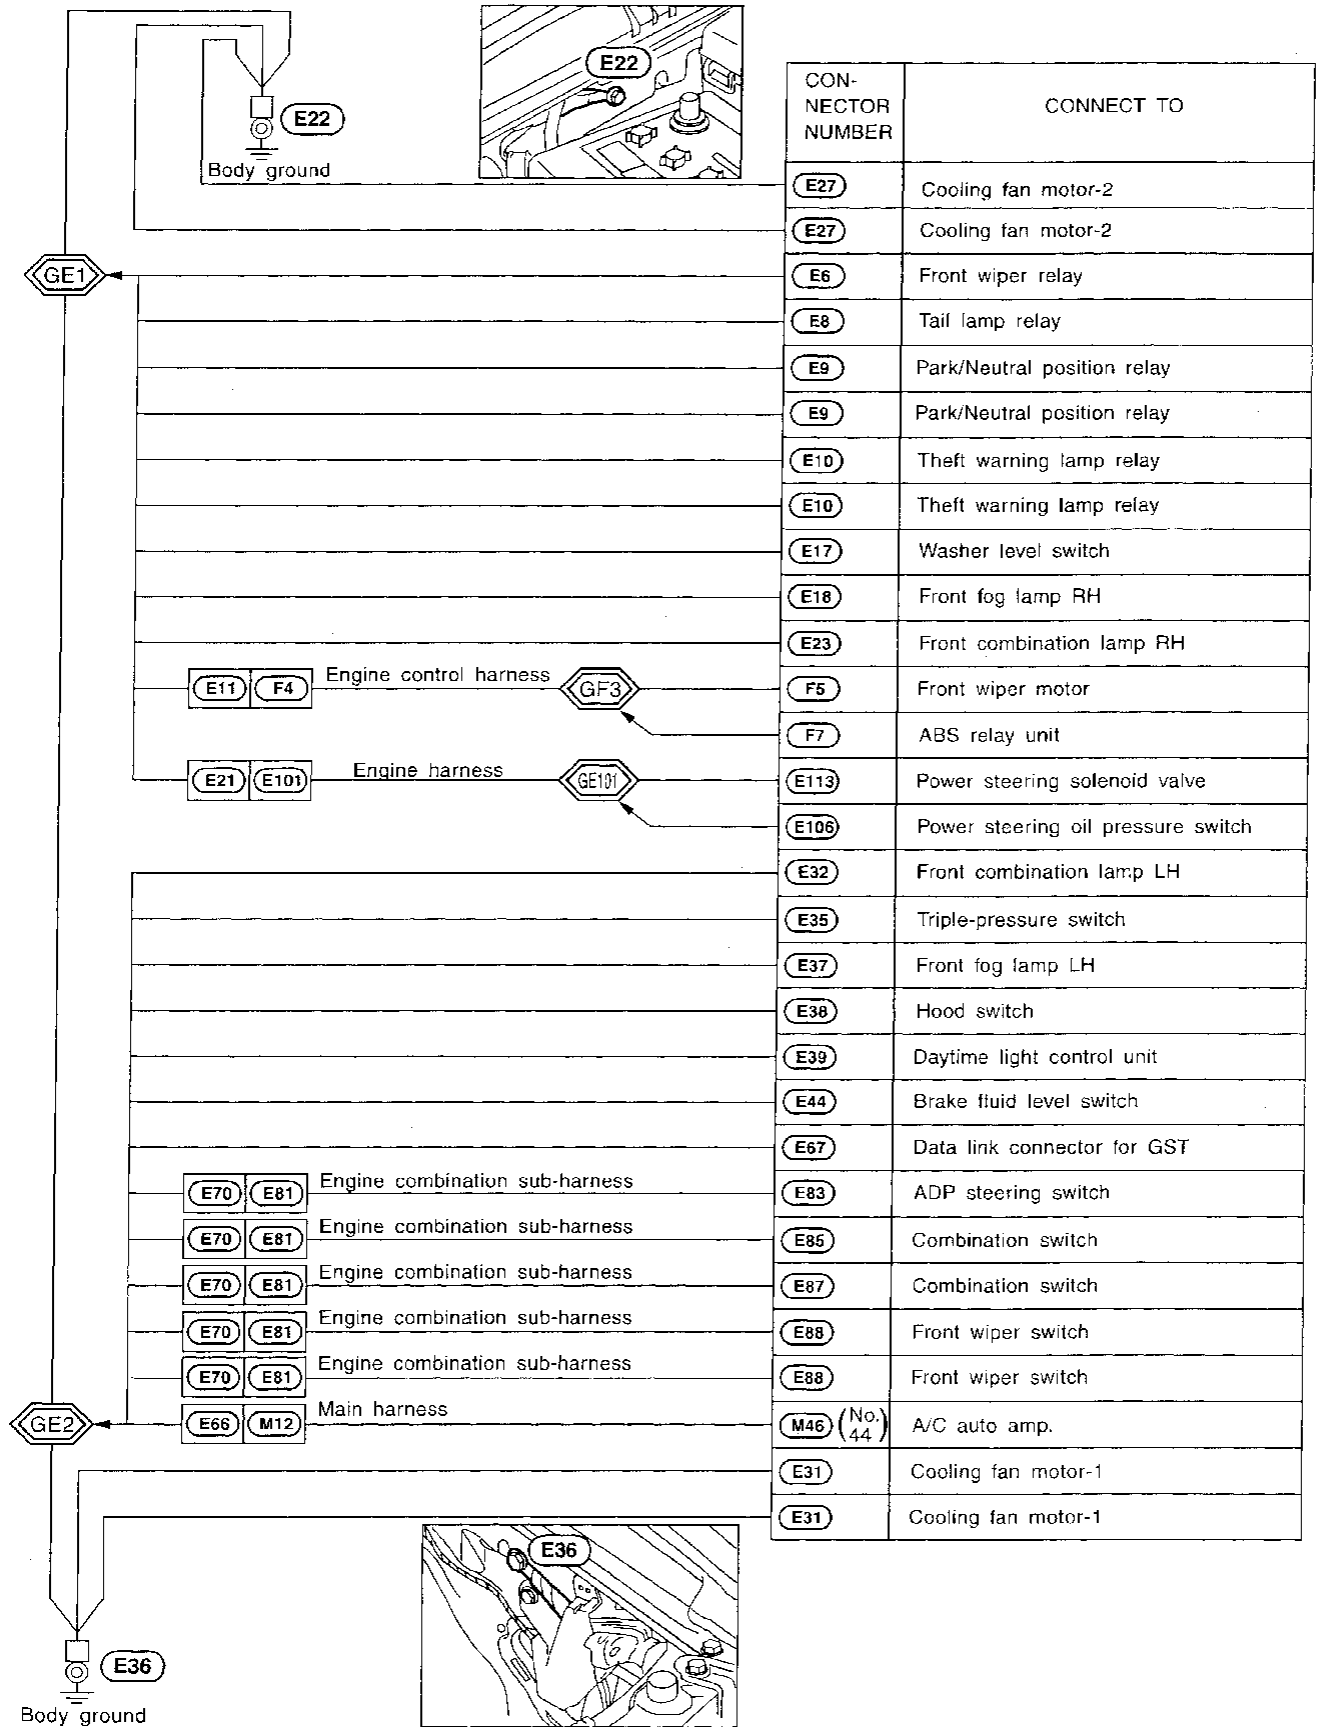 E22
E22
Body ground
CON-
NECTOR
NUMBER
CONNECT TO
E27 Cooling fan motor-2
E27 Cooling fan motor-2
GE1 E6 Front wiper relay
E8 Tail lamp relay
E9 Park/Neutral position relay
E9 Park/Neutral position relay
E10 Theft warning lamp relay
E10 Theft warning lamp relay
E17 Washer level switch
E18 Front fog lamp RH
E23 Front combination lamp RH
E11 F4 Engine control harness GF3 F5 Front wiper motor
F7 ABS relay unit
E21 E101 Engine harness GE101 E113 Power steering solenoid valve
E106 Power steering oil pressure switch
E32 Front combination lamp LH
E35 Triple-pressure switch
E37 Front fog lamp LH
E38 Hood switch
E39 Daytime light control unit
E44 Brake fluid level switch
E67 Data link connector for GST
E70 E81 Engine combination sub-harness E83 ADP steering switch
E70 E81 Engine combination sub-harness E85 Combination switch
E70 E81 Engine combination sub-harness E87 Combination switch
E70 E81 Engine combination sub-harness E88 Front wiper switch
E70 E81 Engine combination sub-harness E88 Front wiper switch
GE2 E66 M12 Main harness M46 (No. 44) A/C auto amp.
E31 Cooling fan motor-1
E31 Cooling fan motor-1
E36
E36
Body ground